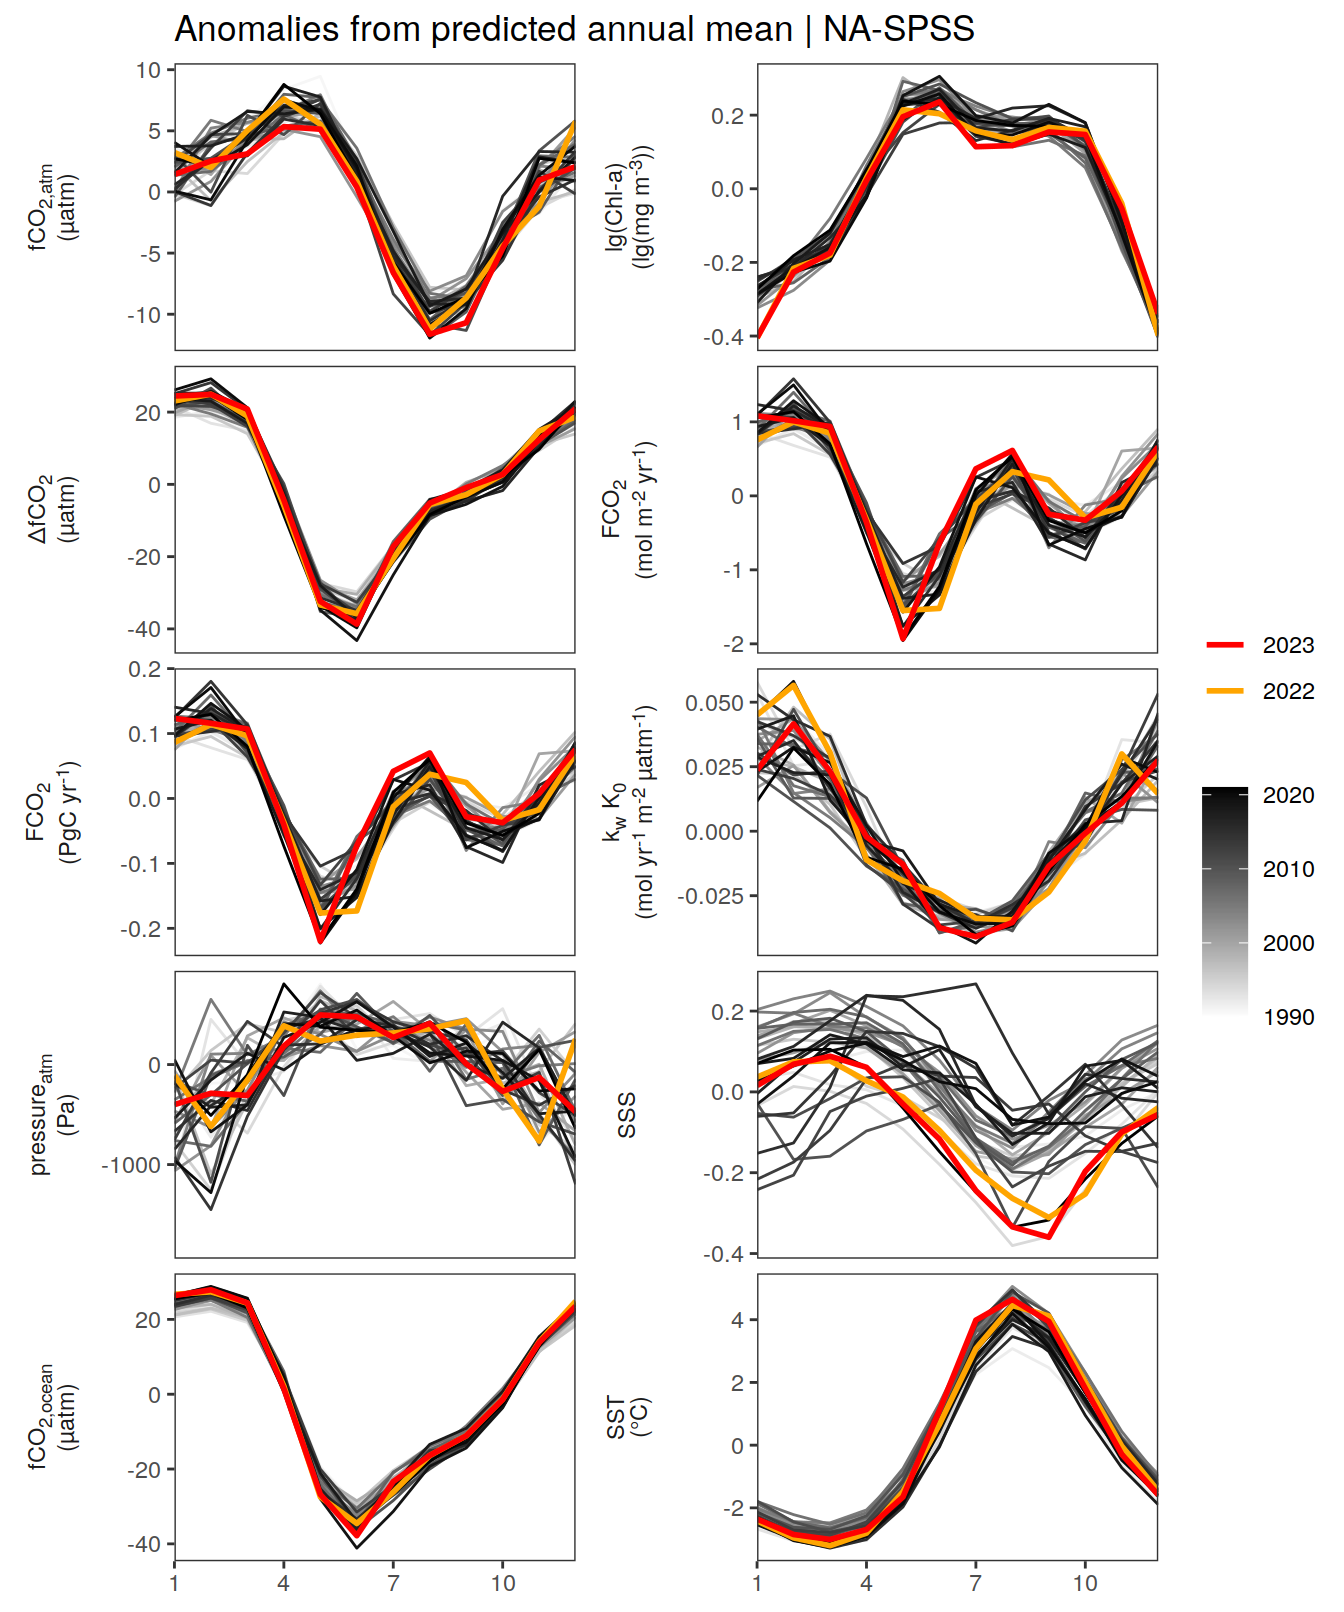 Anomalies from predicted annual mean | NA-SPSS
fCO2,atm
(µatm)
10
5
0
-5
-10
lg(Chl-a)
(lg(mg m-3))
0.2
0.0
-0.2
-0.4
ΔfCO2
(µatm)
20
0
-20
-40
FCO2
(mol m-2 yr-1)
1
0
-1
-2
FCO2
(PgC yr-1)
0.2
0.1
0.0
-0.1
-0.2
kw K0
(mol yr-1 m-2 µatm-1)
0.050
0.025
0.000
-0.025
pressureatm
(Pa)
0
-1000
SSS
0.2
0.0
-0.2
-0.4
fCO2,ocean
(µatm)
20
0
-20
-40
1 4 7 10
SST
(°C)
4
2
0
-2
1 4 7 10
2023
2022
2020
2010
2000
1990